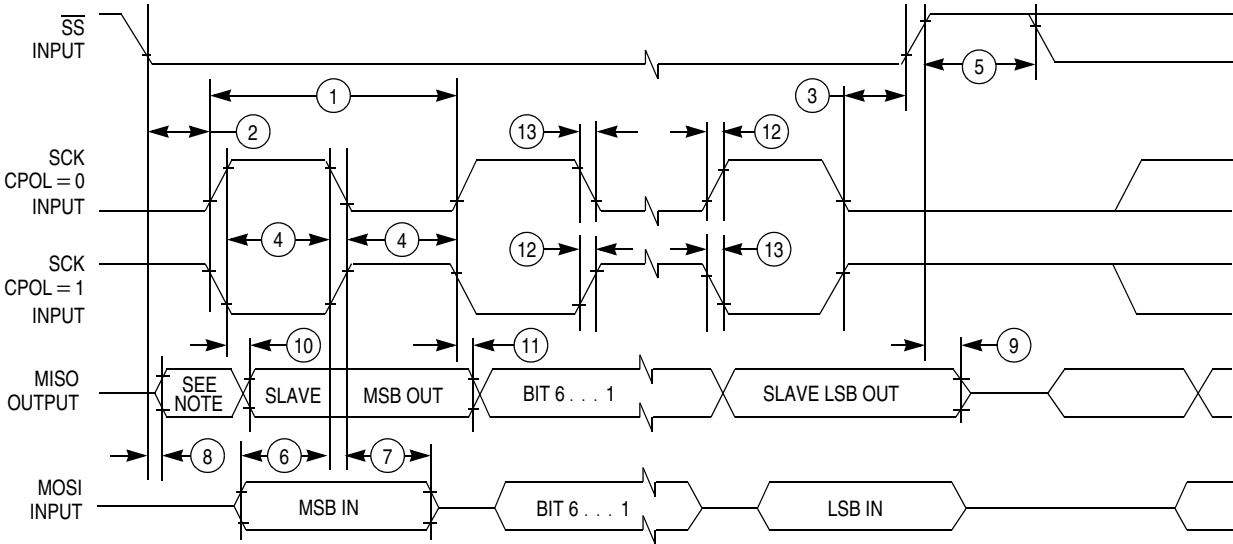 SS
INPUT
5
1
3
2
13
12
SCK
CPOL = 0
INPUT
4
4
SCK
CPOL = 1
INPUT
12
13
10
11
9
MISO
OUTPUT
SEE
NOTE
SLAVE
MSB OUT
BIT 6 . . . 1
SLAVE LSB OUT
8
6
7
MOSI
INPUT
MSB IN
BIT 6 . . . 1
LSB IN